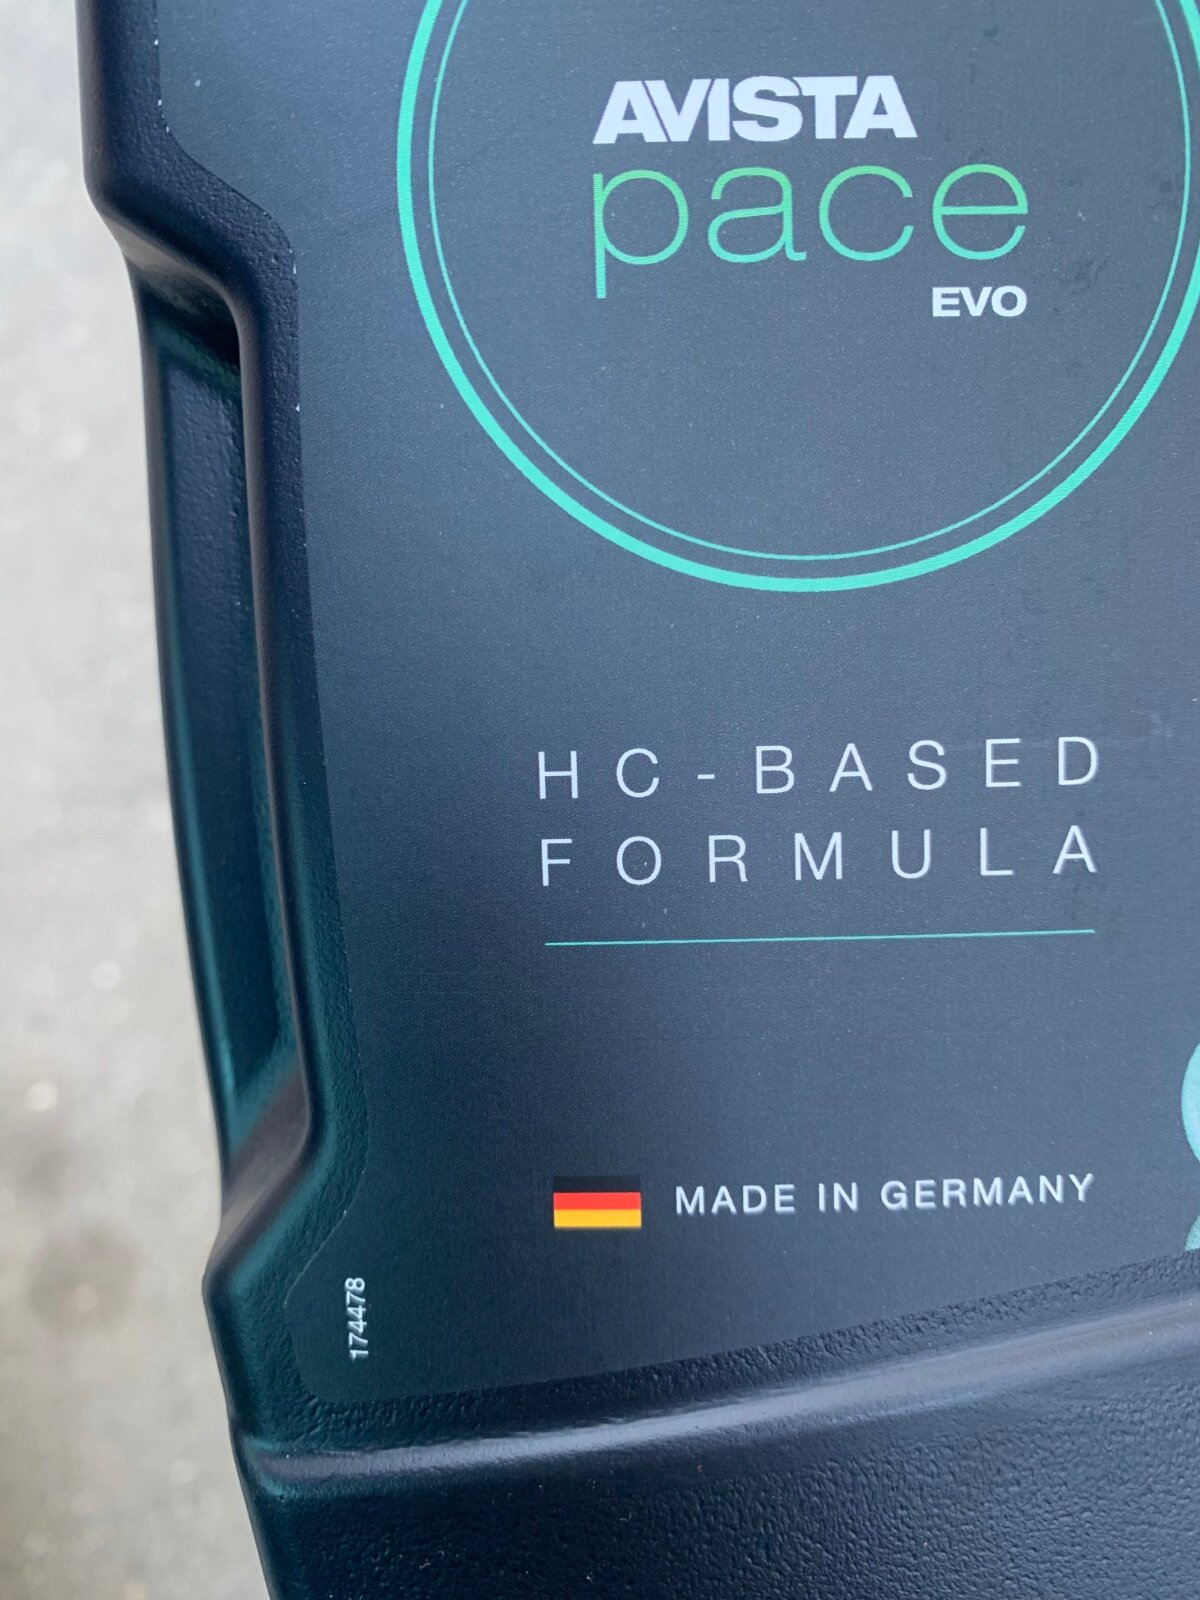 AVISTA
pace
EVO
HC-BASED
FORMULA
MADE IN GERMANY
174478